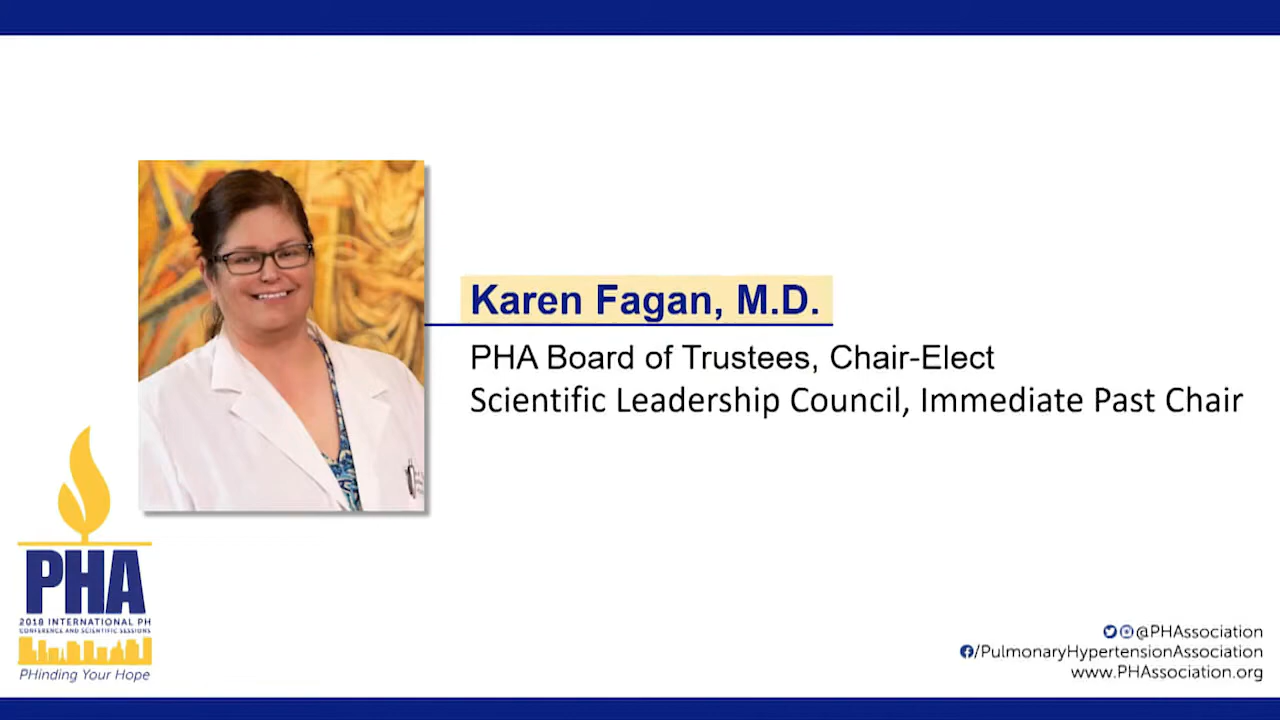 Karen Fagan, M.D.
PHA Board of Trustees, Chair-Elect
Scientific Leadership Council, Immediate Past Chair
PHA
2018 INTERNATIONAL PH
CONFERENCE AND SCIENTIFIC SESSIONS
PHinding Your Hope
@PHAssociation
/PulmonaryHypertensionAssociation
www.PHAssociation.org